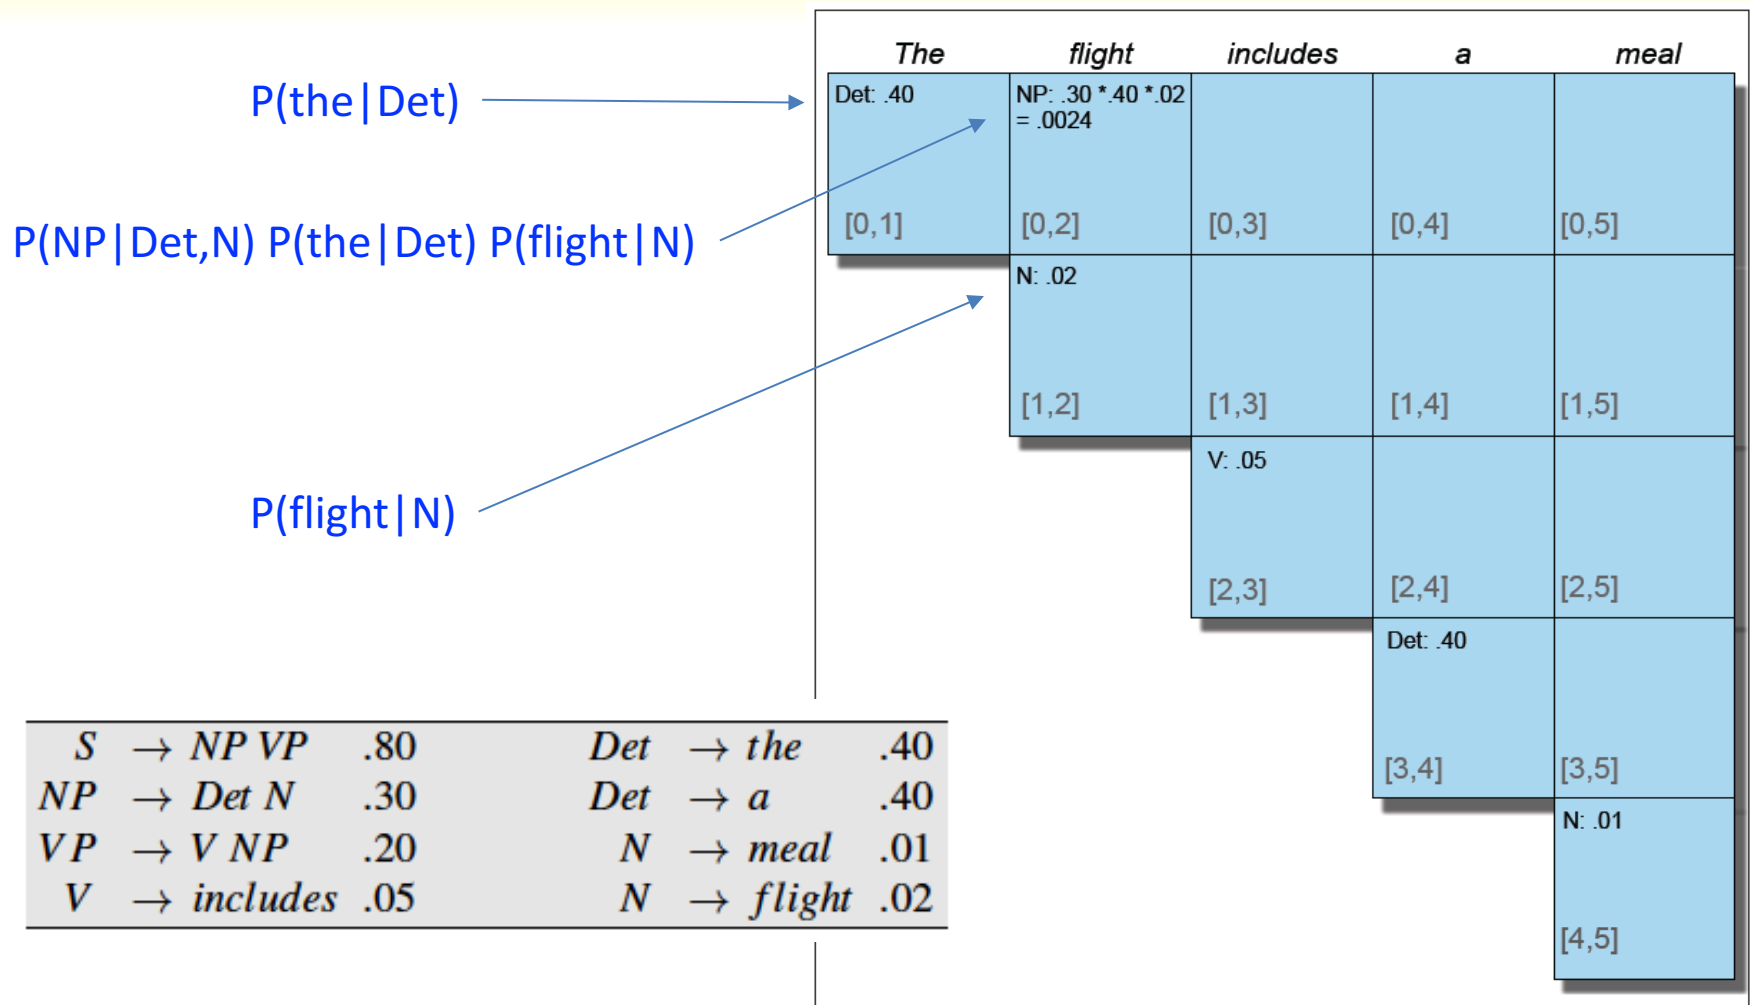 The flight includes a meal
P(the|Det)
Det: .40
NP: .30 *.40 *.02
= .0024
[0,1] [0,2] [0,3] [0,4] [0,5]
P(NP|Det,N) P(the|Det) P(flight|N)
N: .02
[1,2] [1,3] [1,4] [1,5]
P(flight|N)
V: .05
[2,3] [2,4] [2,5]
Det: .40
[3,4] [3,5]
N: .01
[4,5]
S → NP VP .80 Det → the .40
NP → Det N .30 Det → a .40
VP → V NP .20 N → meal .01
V → includes .05 N → flight .02